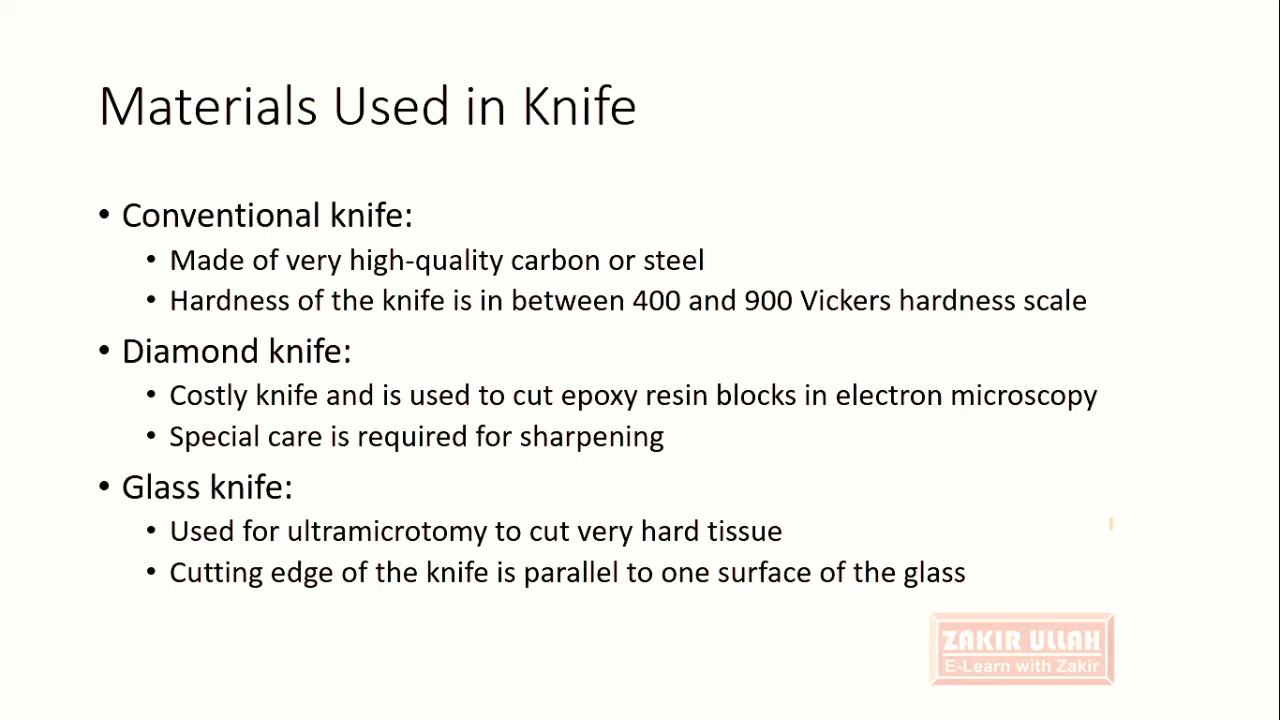 Materials Used in Knife
• Conventional knife:
• Made of very high-quality carbon or steel
• Hardness of the knife is in between 400 and 900 Vickers hardness scale
• Diamond knife:
• Costly knife and is used to cut epoxy resin blocks in electron microscopy
• Special care is required for sharpening
• Glass knife:
• Used for ultramicrotomy to cut very hard tissue
• Cutting edge of the knife is parallel to one surface of the glass
ZAKIR ULLAH
E-Learn with Zakir